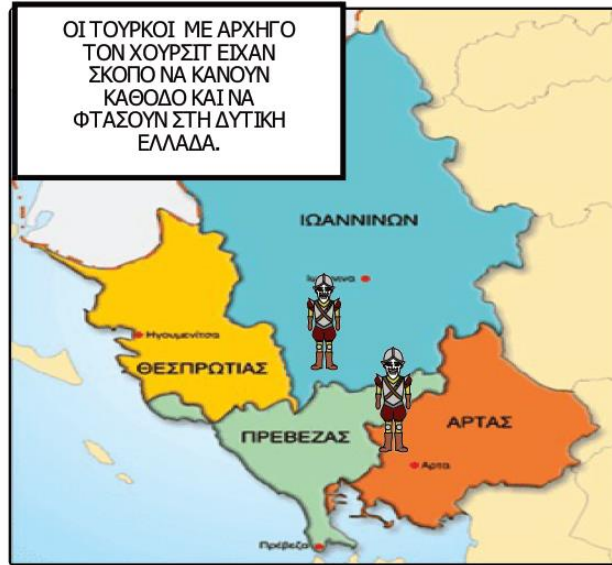 ΟΙ ΤΟΥΡΚΟΙ ΜΕ ΑΡΧΗΓΟ
ΤΟΝ ΧΟΥΡΣΙΤ ΕΙΧΑΝ
ΣΚΟΠΟ ΝΑ ΚΑΝΟΥΝ
ΚΑΘΟΔΟ ΚΑΙ ΝΑ
ΦΤΑΣΟΥΝ ΣΤΗ ΔΥΤΙΚΗ
ΕΛΛΑΔΑ.
ΙΩΑΝΝΙΝΩΝ
Ηγουμενίτσα
ΘΕΣΠΡΩΤΙΑΣ
ΠΡΕΒΕΖΑΣ
ΑΡΤΑΣ
Αρτα
Πρέβεζα